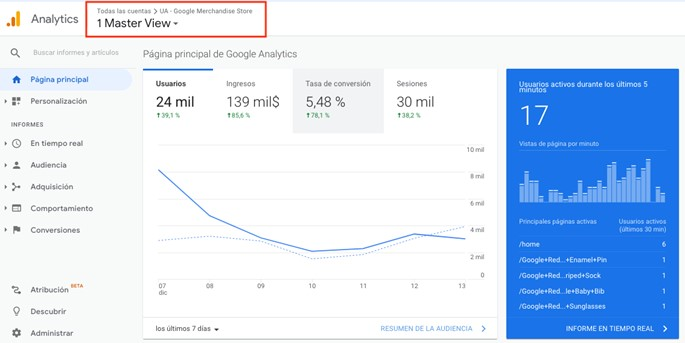 Analytics
Todas las cuentas > UA - Google Merchandise Store
1 Master View
Buscar informes y artículos
Página principal
Personalización
INFORMES
En tiempo real
Audiencia
Adquisición
Comportamiento
Conversiones
Atribución BETA
Descubrir
Administrar
Página principal de Google Analytics
Usuarios
24 mil
39,1 %
Ingresos
139 mil$
85,6 %
Tasa de conversión
5,48 %
78,1 %
Sesiones
30 mil
38,2 %
10 mil
8 mil
6 mil
4 mil
2 mil
0
07
dic
08
09
10
11
12
13
los últimos 7 días
RESUMEN DE LA AUDIENCIA
Usuarios activos durante los últimos 5
minutos
17
Vistas de página por minuto
Principales páginas activas
Usuarios activos
(últimos 30 min)
/home 6
/Google+Red...+Enamel+Pin 1
/Google+Red...riped+Sock 1
/Google+Red...le+Baby+Bib 1
/Google+Red...+Sunglasses 1
INFORME EN TIEMPO REAL